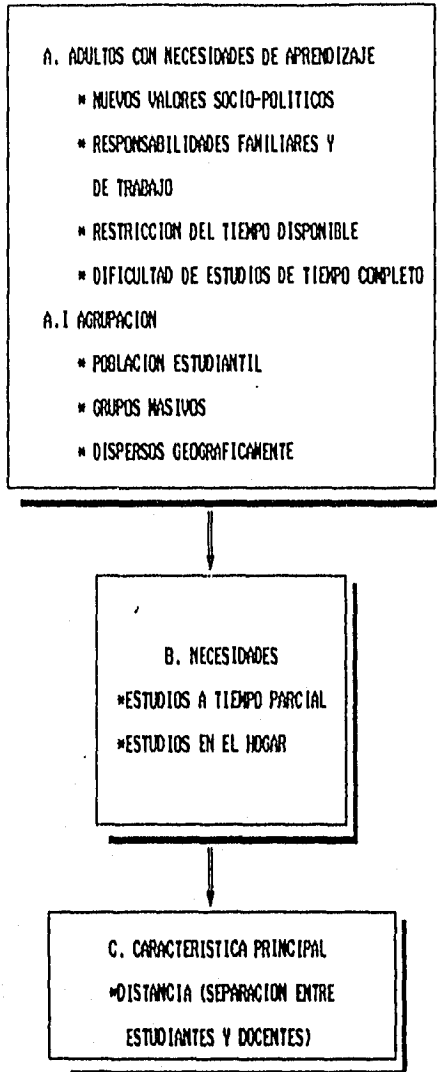 A. ADULTOS CON NECESIDADES DE APRENDIZAJE
* NUEVOS VALORES SOCIO-POLITICOS
* RESPONSABILIDADES FAMILIARES Y
DE TRABAJO
* RESTRICCION DEL TIEMPO DISPONIBLE
* DIFICULTAD DE ESTUDIOS DE TIEMPO COMPLETO
A.I AGRUPACION
* POBLACION ESTUDIANTIL
* GRUPOS MASIVOS
* DISPERSOS GEOGRAFICAMENTE
B. NECESIDADES
*ESTUDIOS A TIEMPO PARCIAL
*ESTUDIOS EN EL HOGAR
C. CARACTERISTICA PRINCIPAL
*DISTANCIA (SEPARACION ENTRE
ESTUDIANTES Y DOCENTES)